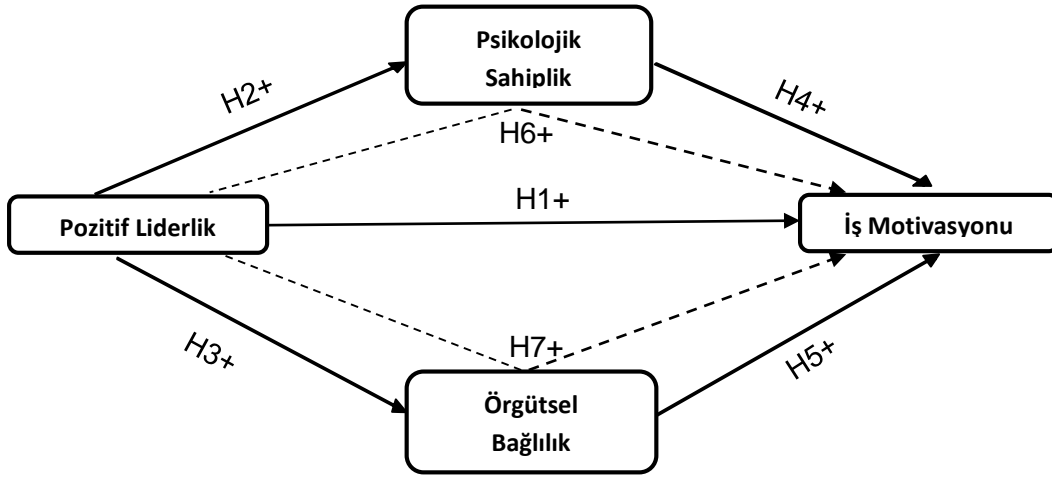 Psikolojik
Sahiplik
H2+
H4+
H6+
H1+
Pozitif Liderlik
İş Motivasyonu
H3+
H7+
H5+
Örgütsel
Bağlılık